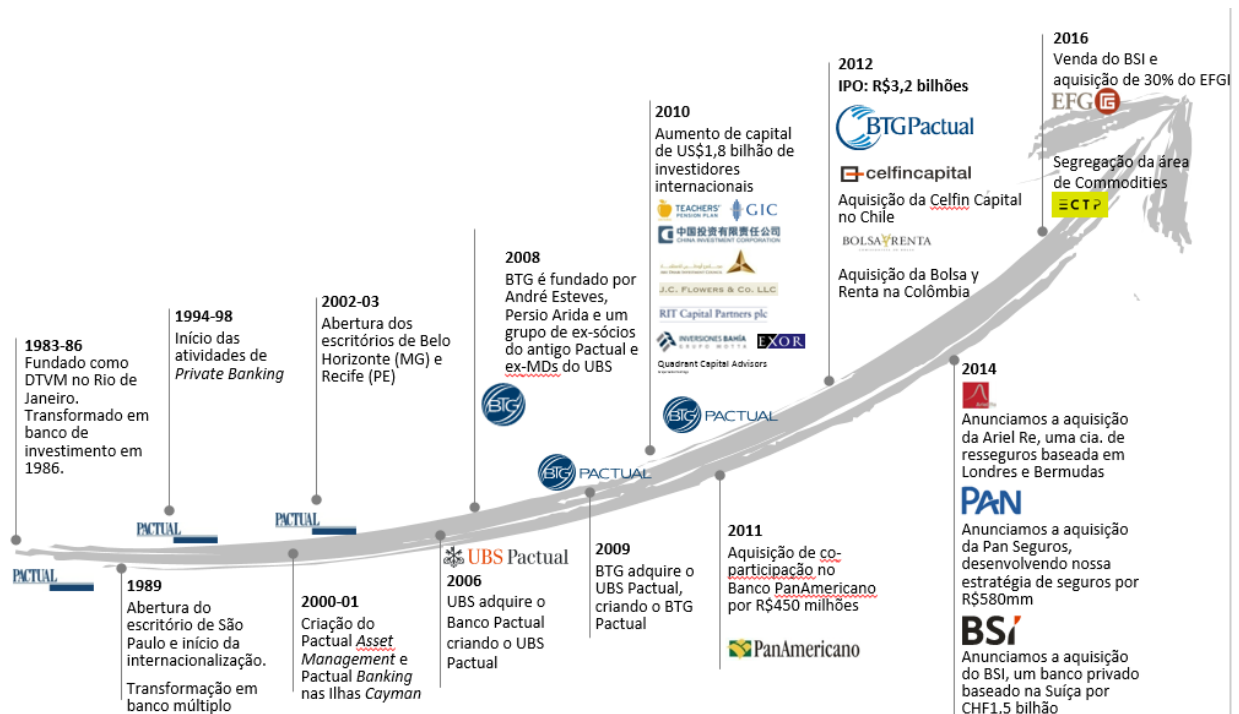 1983-86
Fundado como
DTVM no Rio de
Janeiro.
Transformado em
banco de
investimento em
1986.
PACTUAL
1989
Abertura do
escritório de São
Paulo e início da
internacionalização.
Transformação em
banco múltiplo
1994-98
Início das
atividades de
Private Banking
PACTUAL
2000-01
Criação do
Pactual Asset
Management e
Pactual Banking
nas Ilhas Cayman
2002-03
Abertura dos
escritórios de Belo
Horizonte (MG) e
Recife (PE)
PACTUAL
UBS Pactual
2006
UBS adquire o
Banco Pactual
criando o UBS
Pactual
2008
BTG é fundado por
André Esteves,
Persio Arida e um
grupo de ex-sócios
do antigo Pactual e
ex-MDs do UBS
BTG
BTG PACTUAL
2009
BTG adquire o
UBS Pactual,
criando o BTG
Pactual
2010
Aumento de capital
de US$1,8 bilhão de
investidores
internacionais
TEACHERS'
PENSION PLAN
GIC
中国投资有限责任公司
CHINA INVESTMENT CORPORATION
J.C. FLOWERS & CO. LLC
RIT Capital Partners plc
INVERSIONES BAHÍA
GRUPO MOTTA
EXOR
Quadrant Capital Advisors
BTG PACTUAL
2011
Aquisição de co-
participação no
Banco PanAmericano
por R$450 milhões
PanAmericano
2012
IPO: R$3,2 bilhões
BTGPactual
celfincapital
Aquisição da Celfin Capital
no Chile
BOLSA Y RENTA
Aquisição da Bolsa y
Renta na Colômbia
2014
Anunciamos a aquisição
da Ariel Re, uma cia. de
resseguros baseada em
Londres e Bermudas
PAN
Anunciamos a aquisição
da Pan Seguros,
desenvolvendo nossa
estratégia de seguros por
R$580mm
BSI
Anunciamos a aquisição
do BSI, um banco privado
baseado na Suíça por
CHF1,5 bilhão
2016
Venda do BSI e
aquisição de 30% do EFGI
EFG
Segregação da área
de Commodities
ECTP